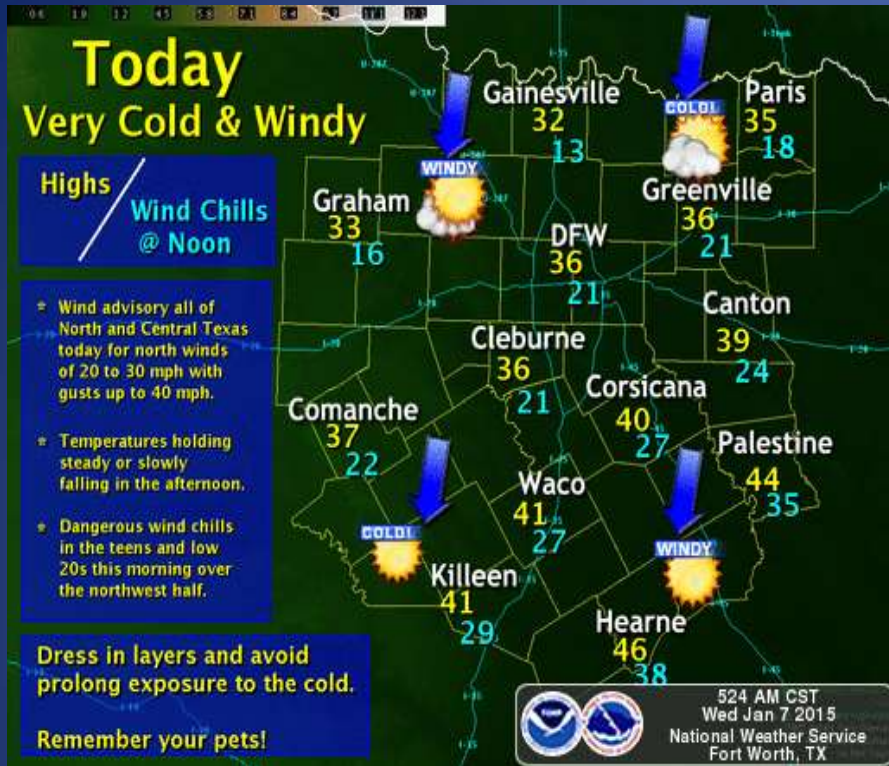 Today
Very Cold & Windy
Highs
Wind Chills
@ Noon
* Wind advisory all of
North and Central Texas
today for north winds
of 20 to 30 mph with
gusts up to 40 mph.
* Temperatures holding
steady or slowly
falling in the afternoon.
* Dangerous wind chills
in the teens and low
20s this morning over
the northwest half.
Dress in layers and avoid
prolong exposure to the cold.
Remember your pets!
Gainesville
32
13
COLD!
Paris
35
18
WINDY
Graham
33
16
Greenville
36
21
DFW
36
21
Canton
39
24
Cleburne
36
21
Corsicana
40
27
Comanche
37
22
Palestine
44
35
Waco
41
27
COLD!
WINDY
Killeen
41
29
Hearne
46
38
524 AM CST
Wed Jan 7 2015
National Weather Service
Fort Worth, TX